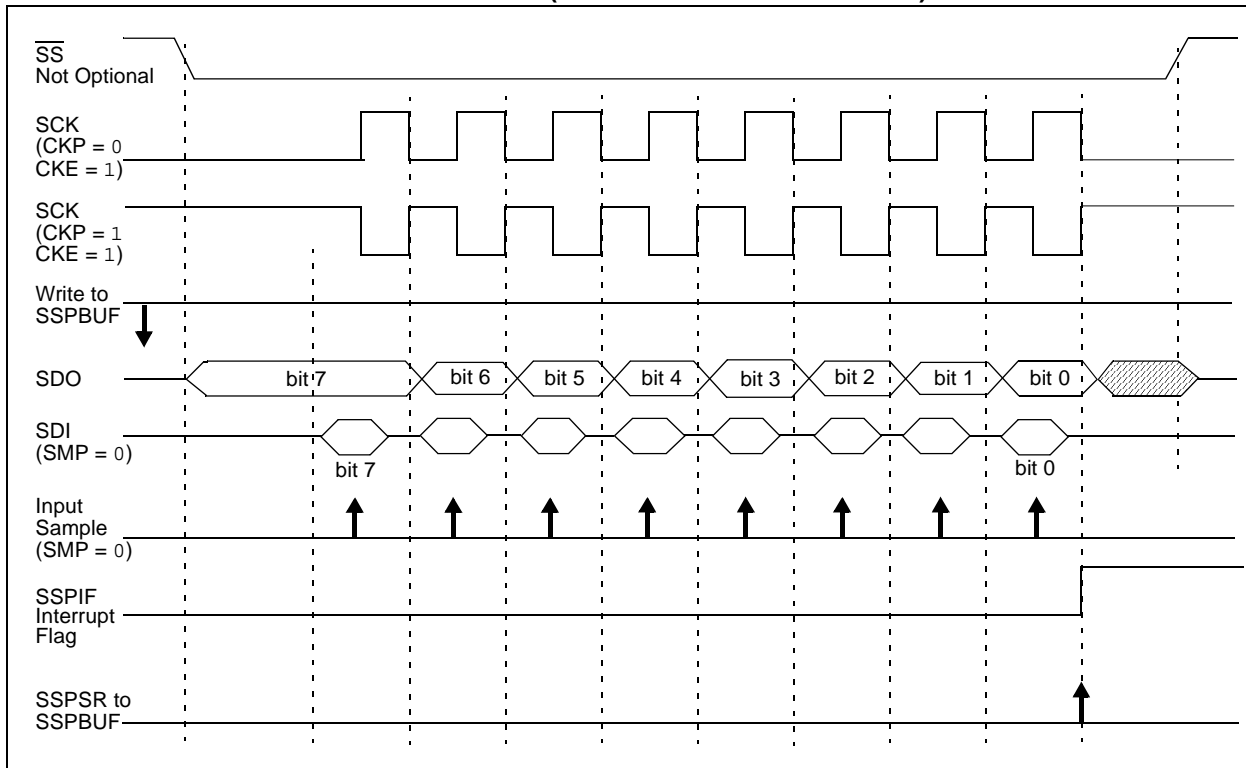 SS
Not Optional
SCK
(CKP = 0
CKE = 1)
SCK
(CKP = 1
CKE = 1)
Write to
SSPBUF
SDO
bit 7 bit 6 bit 5 bit 4 bit 3 bit 2 bit 1 bit 0
SDI
(SMP = 0)
bit 7 bit 0
Input
Sample
(SMP = 0)
SSPIF
Interrupt
Flag
SSPSR to
SSPBUF